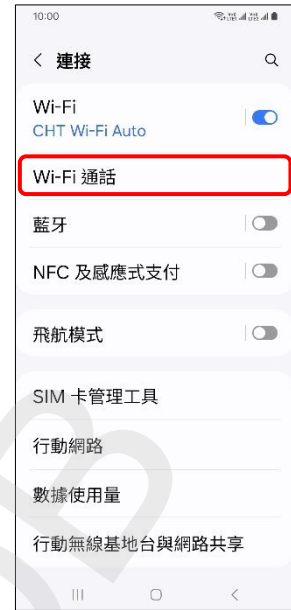 10:00
連接
Wi-Fi
CHT Wi-Fi Auto
Wi-Fi 通話
藍牙
NFC 及感應式支付
飛航模式
SIM 卡管理工具
行動網路
數據使用量
行動無線基地台與網路共享